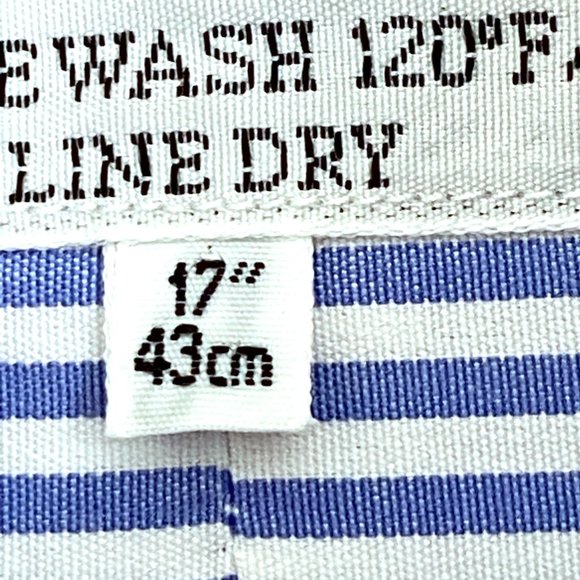 E WASH 120°F
LINE DRY
17"
43cm